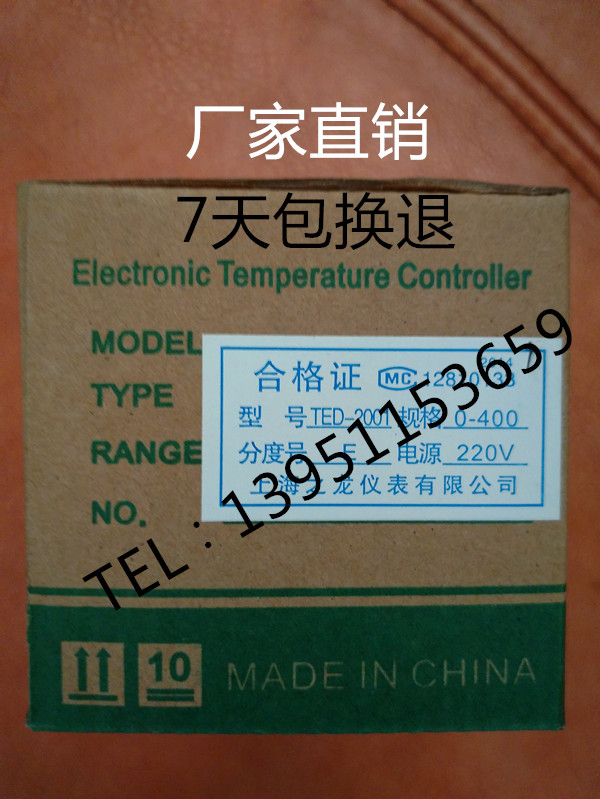 厂家直销
7天包换退
Electronic Temperature Controller
MODEL
TYPE
RANGE
NO.
合格证 MC
型 号 TED-2001 规格 0-400
分度号 E 电源 220V
上海 龙仪表有限公司
TEL：13951153659
10
MADE IN CHINA